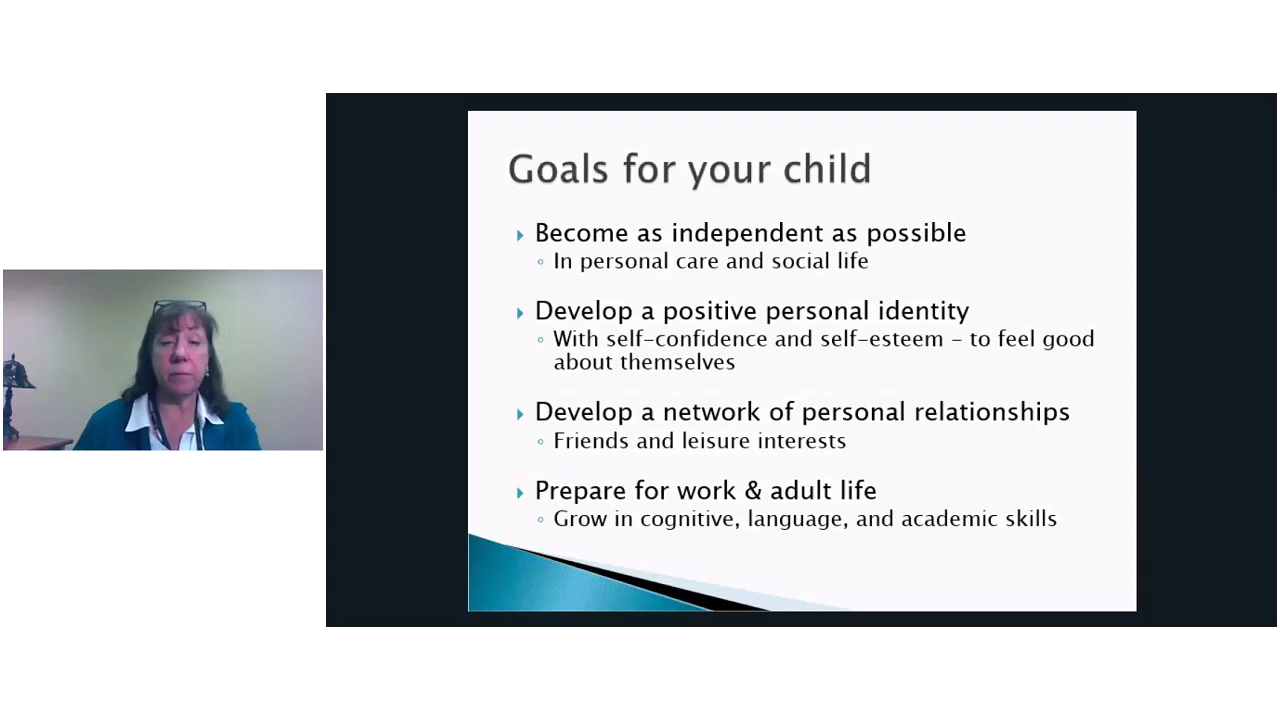 Goals for your child
Become as independent as possible
In personal care and social life
Develop a positive personal identity
With self-confidence and self-esteem - to feel good
about themselves
Develop a network of personal relationships
Friends and leisure interests
Prepare for work & adult life
Grow in cognitive, language, and academic skills